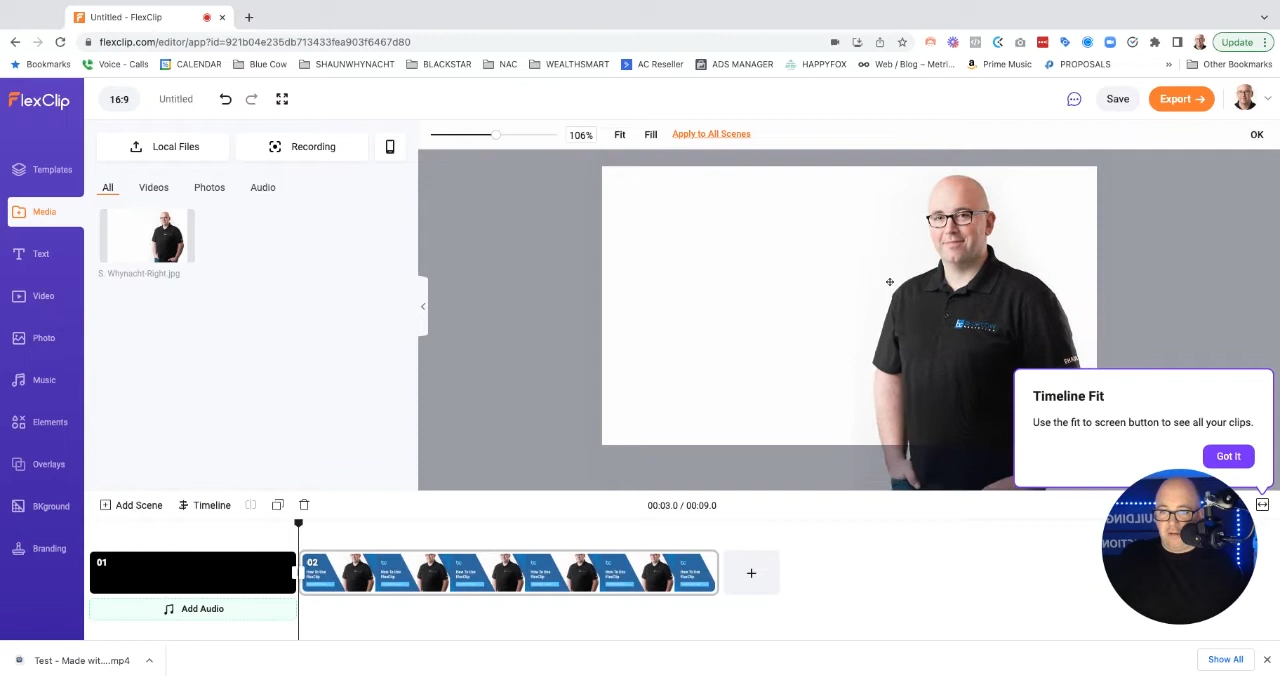 Untitled - FlexClip
flexclip.com/editor/app?id=921b04e235db713433fea903f6467d80
Update
Bookmarks Voice - Calls CALENDAR Blue Cow SHAUNWHYNACHT BLACKSTAR NAC WEALTHSMART AC Reseller ADS MANAGER HAPPYFOX Web / Blog – Metri... Prime Music PROPOSALS » Other Bookmarks
FlexClip 16:9 Untitled Save Export →
Local Files Recording 106% Fit Fill Apply to All Scenes OK
Templates
All Videos Photos Audio
Media
S. Whynacht-Right.jpg
Text
Video
Photo
Music
Elements
Overlays
BKground
Branding
Timeline Fit
Use the fit to screen button to see all your clips.
Got It
Add Scene Timeline 00:03.0 / 00:09.0
01 02
How To Use
FlexClip
+
Add Audio
Test - Made wit....mp4 Show All